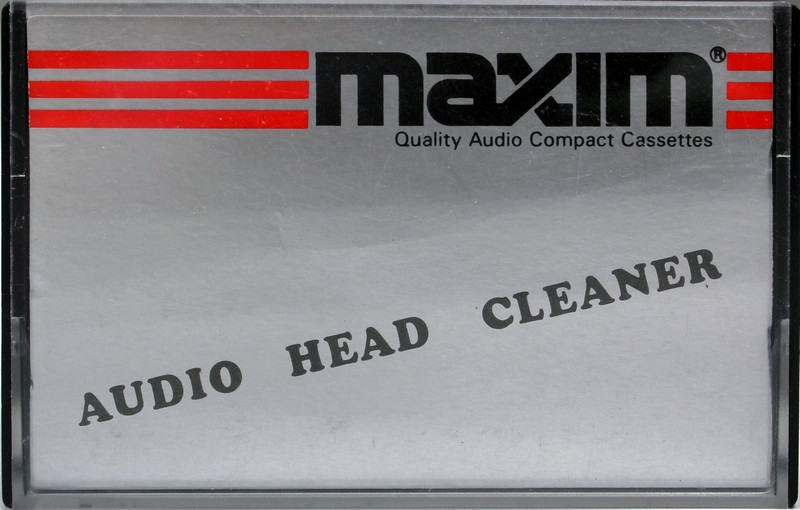 maxim®
Quality Audio Compact Cassettes
AUDIO HEAD CLEANER